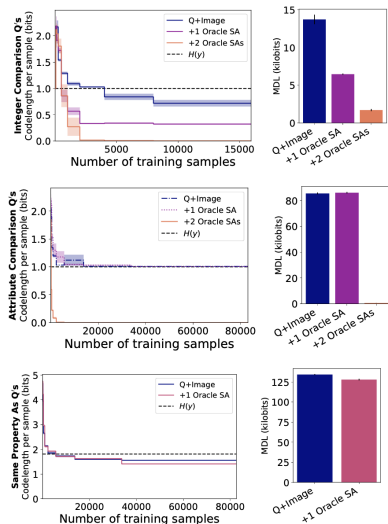 Integer Comparison Q's
Codelength per sample (bits)
2.0
1.5
1.0
0.5
0.0
Q+Image
+1 Oracle SA
+2 Oracle SAs
H(y)
5000
10000
15000
Number of training samples
MDL (kilobits)
15
10
5
0
Q+Image
+1 Oracle SA
+2 Oracle SAs
Attribute Comparison Q's
Codelength per sample (bits)
2.0
1.5
1.0
0.5
0.0
Q+Image
+1 Oracle SA
+2 Oracle SAs
H(y)
20000
40000
60000
80000
Number of training samples
MDL (kilobits)
80
60
40
20
0
Q+Image
+1 Oracle SA
+2 Oracle SAs
Same Property As Q's
Codelength per sample (bits)
5
4
3
2
1
0
Q+Image
+1 Oracle SA
H(y)
20000
40000
60000
80000
Number of training samples
MDL (kilobits)
125
100
75
50
25
0
Q+Image
+1 Oracle SA